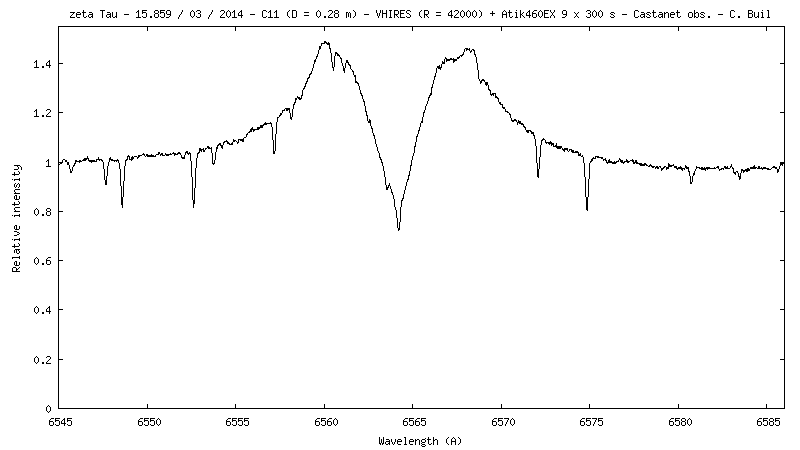 zeta Tau - 15.859 / 03 / 2014 - C11 (D = 0.28 m) - VHIRES (R = 42000) + Atik460EX 9 x 300 s - Castanet obs. - C. Buil
1.4
1.2
1
0.8
0.6
0.4
0.2
0
Relative intensity
6545 6550 6555 6560 6565 6570 6575 6580 6585
Wavelength (A)